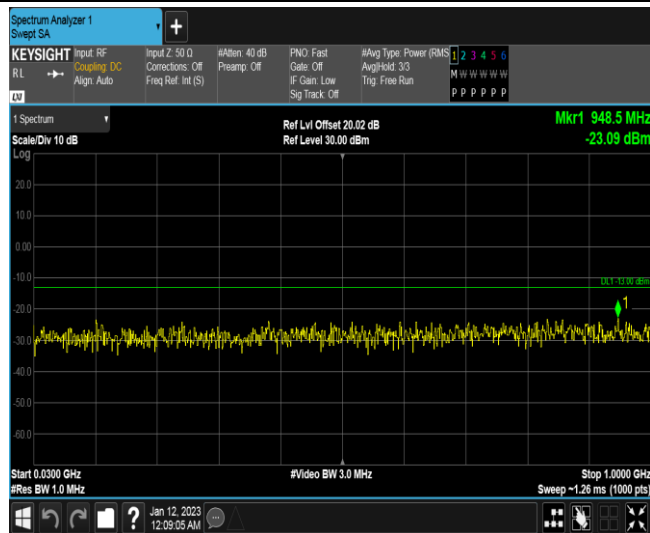 Spectrum Analyzer 1
Swept SA
+
KEYSIGHT
RL
Input: RF
Coupling: DC
Align: Auto
Input Z: 50 Ω
Corrections: Off
Freq Ref: Int (S)
#Atten: 40 dB
Preamp: Off
PNO: Fast
Gate: Off
IF Gain: Low
Sig Track: Off
#Avg Type: Power (RMS
Avg|Hold: 3/3
Trig: Free Run
1 2 3 4 5 6
M W W W W W
P P P P P P
1 Spectrum
Scale/Div 10 dB
Log
Ref Lvl Offset 20.02 dB
Ref Level 30.00 dBm
Mkr1 948.5 MHz
-23.09 dBm
20.0
10.0
0.00
-10.0
DL1 -13.00 dBm
1
-20.0
-30.0
-40.0
-50.0
-60.0
Start 0.0300 GHz
#Res BW 1.0 MHz
#Video BW 3.0 MHz
Stop 1.0000 GHz
Sweep ~1.26 ms (1000 pts)
?
Jan 12, 2023
12:09:05 AM